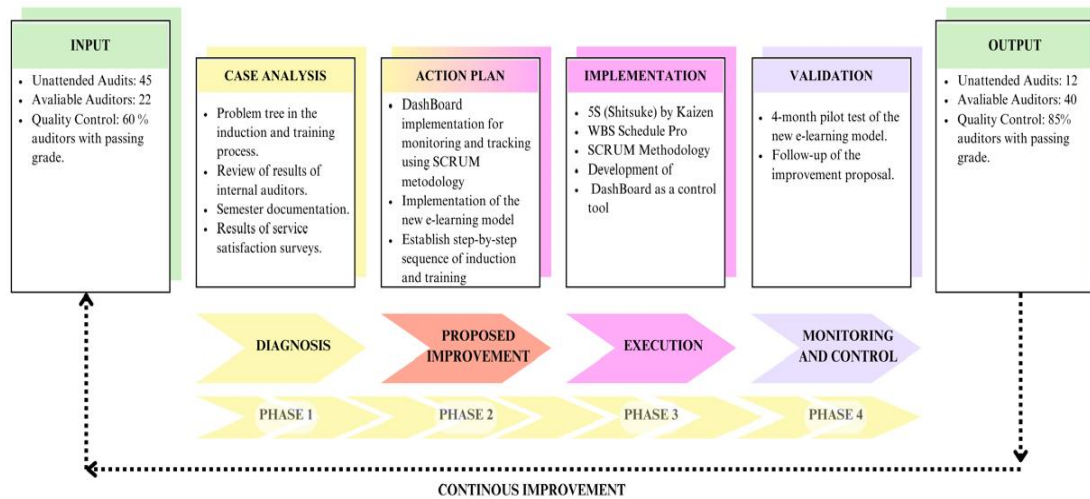 INPUT
• Unattended Audits: 45
• Avaliable Auditors: 22
• Quality Control: 60 %
auditors with passing
grade.
CASE ANALYSIS
• Problem tree in the
induction and training
process.
• Review of results of
internal auditors.
• Semester documentation.
• Results of service
satisfaction surveys.
ACTION PLAN
• DashBoard
implementation for
monitoring and tracking
using SCRUM
metodology
• Implementation of the
new e-learning model
• Establish step-by-step
sequence of induction
and training
IMPLEMENTATION
• 5S (Shitsuke) by Kaizen
• WBS Schedule Pro
• SCRUM Methodology
• Development of
• DashBoard as a control
tool
VALIDATION
• 4-month pilot test of the
new e-learning model.
• Follow-up of the
improvement proposal.
OUTPUT
• Unattended Audits: 12
• Avaliable Auditors: 40
• Quality Control: 85%
auditors with passing
grade.
DIAGNOSIS
PROPOSED
IMPROVEMENT
EXECUTION
MONITORING
AND CONTROL
PHASE 1
PHASE 2
PHASE 3
PHASE 4
CONTINOUS IMPROVEMENT